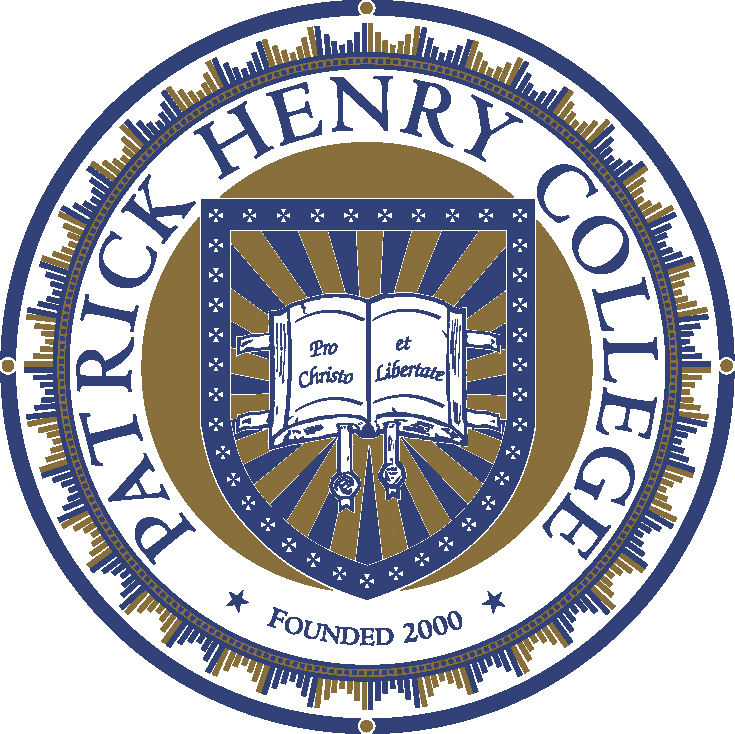 PATRICK HENRY COLLEGE
Pro
Christo
et
Libertate
FOUNDED 2000